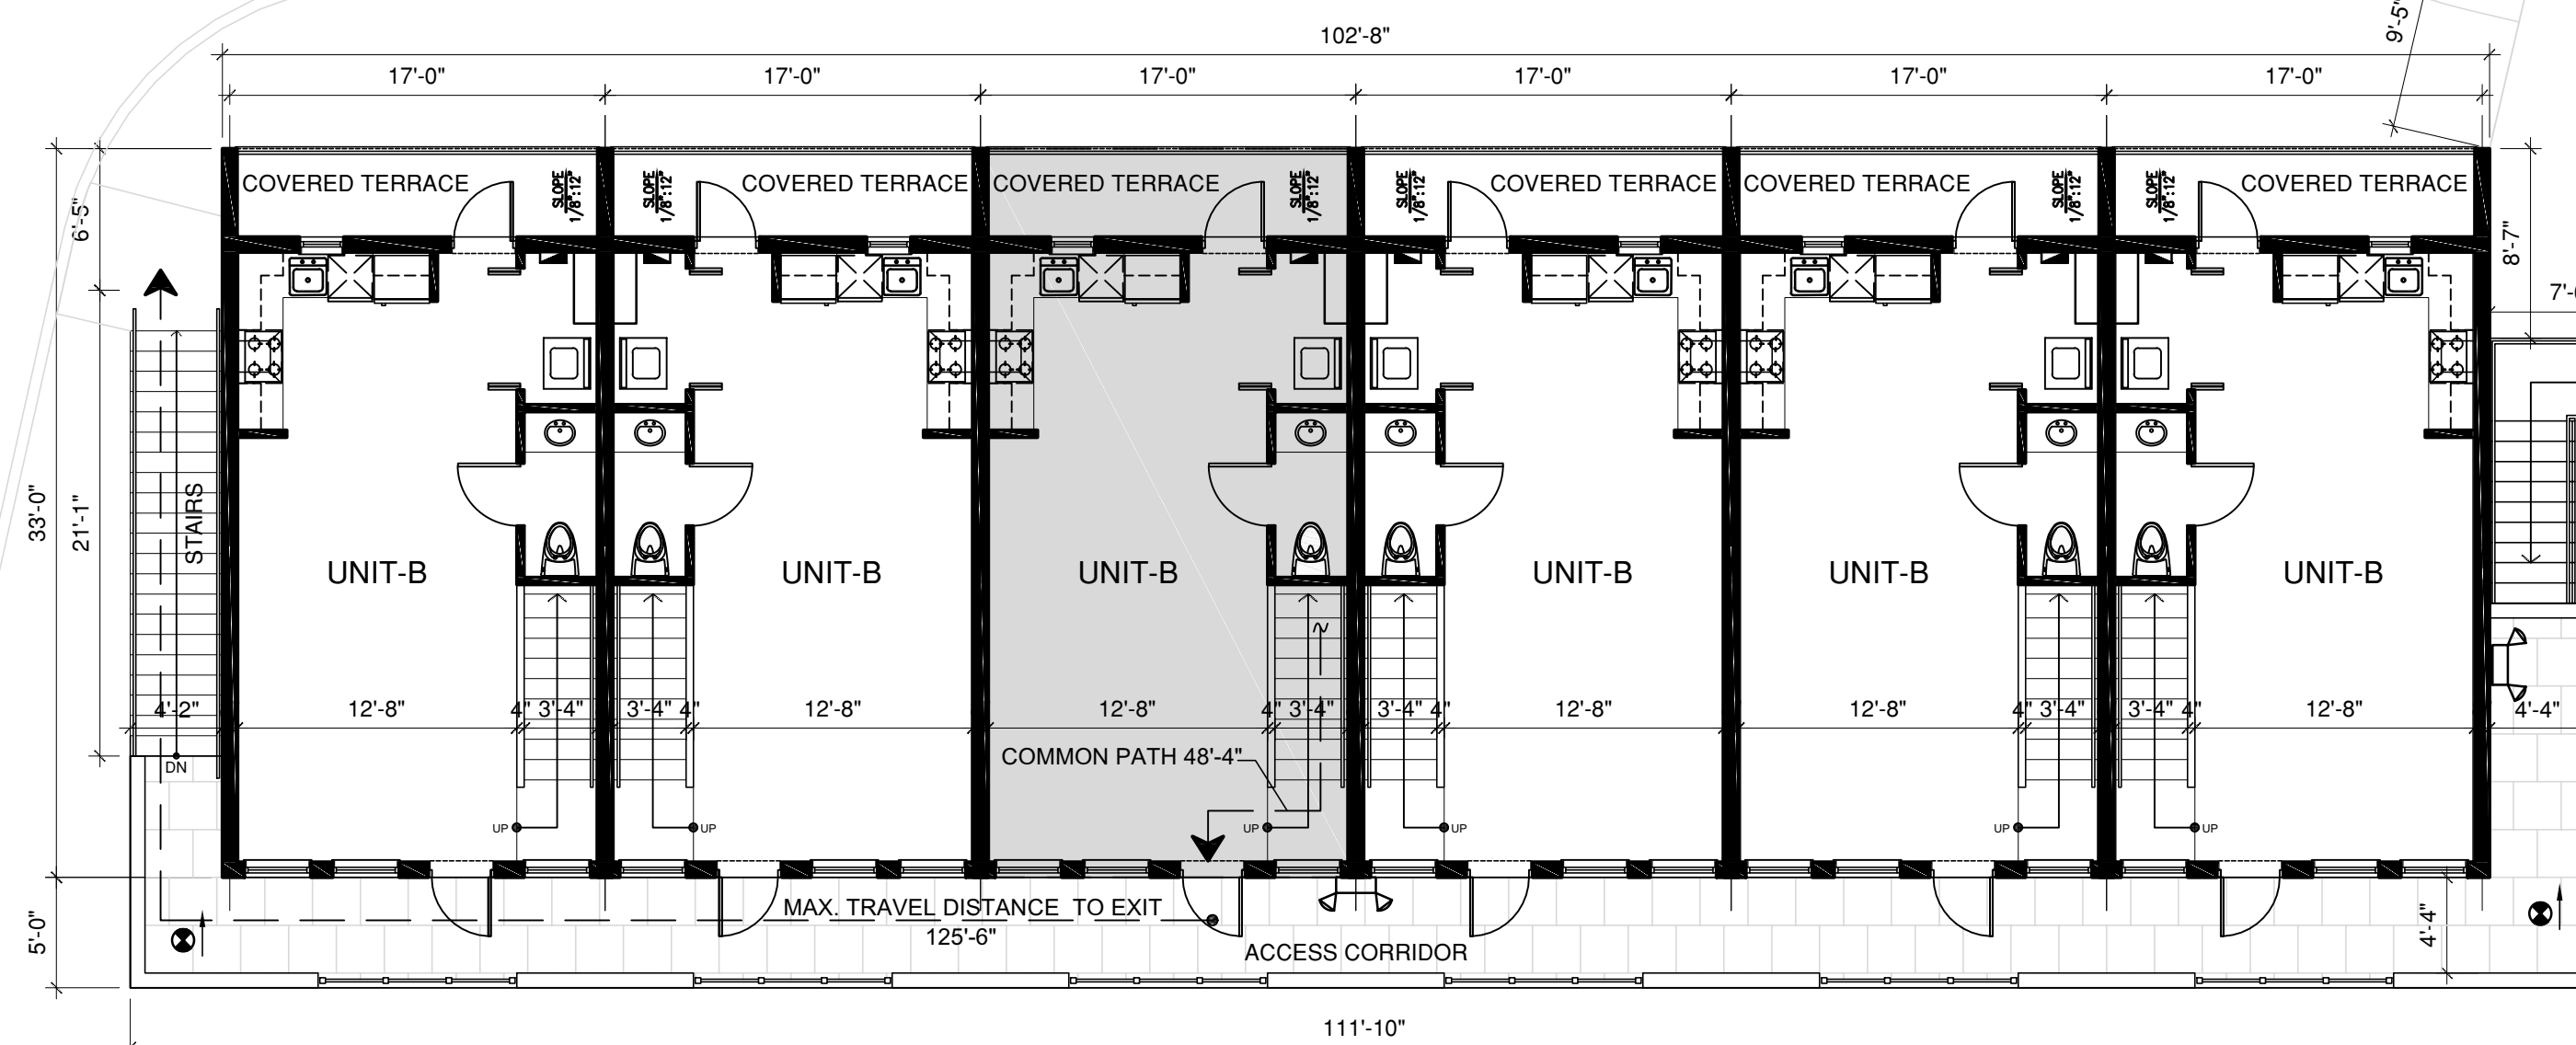 102'-8"
9'-5"
17'-0" 17'-0" 17'-0" 17'-0" 17'-0" 17'-0"
COVERED TERRACE SLOPE 1/8":12" SLOPE 1/8":12" COVERED TERRACE COVERED TERRACE SLOPE 1/8":12" SLOPE 1/8":12" COVERED TERRACE COVERED TERRACE SLOPE 1/8":12" SLOPE 1/8":12" COVERED TERRACE
6'-5"
8'-7"
33'-0"
21'-1"
STAIRS
UNIT-B UNIT-B UNIT-B UNIT-B UNIT-B UNIT-B
4'-2" 12'-8" 4" 3'-4" 3'-4" 4" 12'-8" 12'-8" 4" 3'-4" 3'-4" 4" 12'-8" 12'-8" 4" 3'-4" 3'-4" 4" 12'-8" 4'-4"
DN
COMMON PATH 48'-4"
UP UP UP UP UP UP
5'-0"
MAX. TRAVEL DISTANCE TO EXIT
125'-6"
4'-4"
ACCESS CORRIDOR
111'-10"